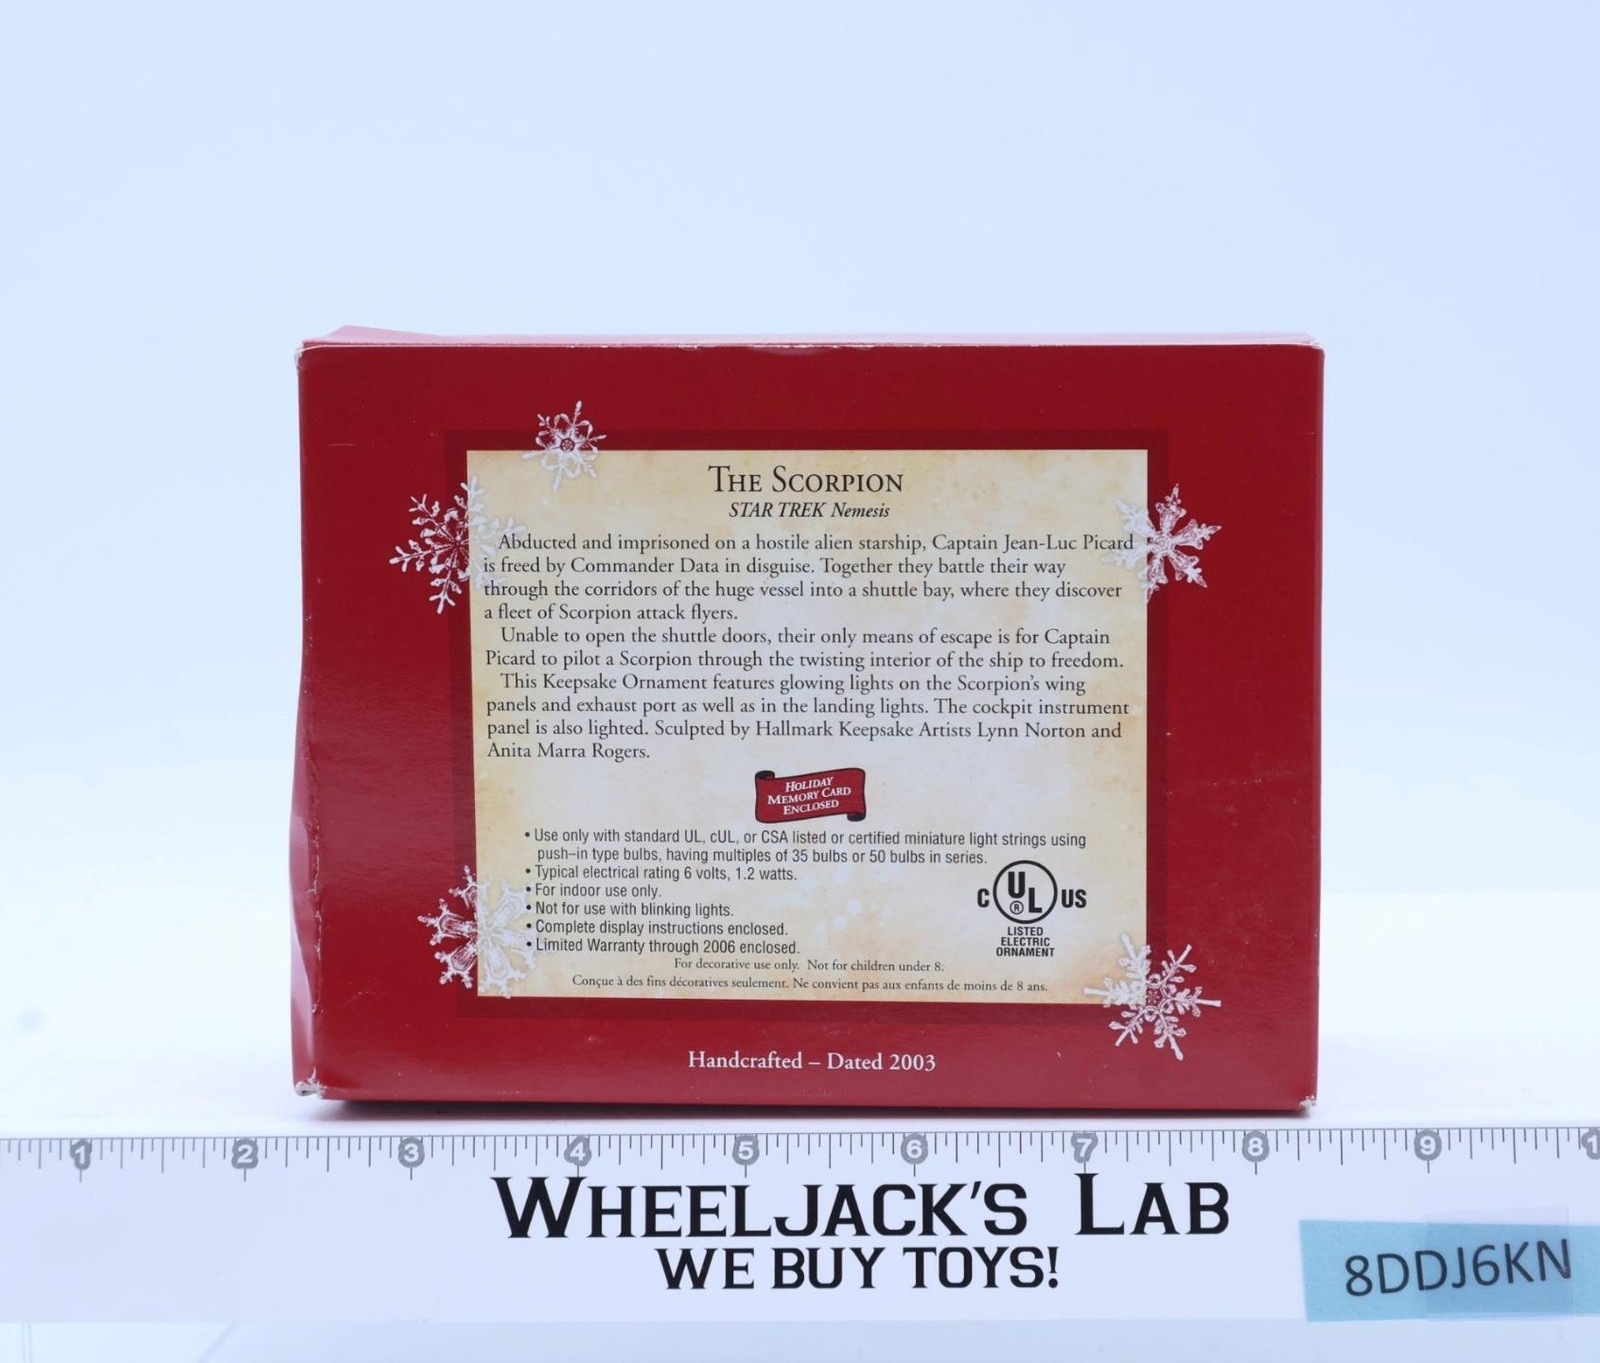 THE SCORPION
STAR TREK Nemesis
Abducted and imprisoned on a hostile alien starship, Captain Jean-Luc Picard
is freed by Commander Data in disguise. Together they battle their way
through the corridors of the huge vessel into a shuttle bay, where they discover
a fleet of Scorpion attack flyers.
Unable to open the shuttle doors, their only means of escape is for Captain
Picard to pilot a Scorpion through the twisting interior of the ship to freedom.
This Keepsake Ornament features glowing lights on the Scorpion's wing
panels and exhaust port as well as in the landing lights. The cockpit instrument
panel is also lighted. Sculpted by Hallmark Keepsake Artists Lynn Norton and
Anita Marra Rogers.
HOLIDAY
MEMORY CARD
ENCLOSED
• Use only with standard UL, cUL, or CSA listed or certified miniature light strings using
push–in type bulbs, having multiples of 35 bulbs or 50 bulbs in series.
• Typical electrical rating 6 volts, 1.2 watts.
• For indoor use only.
• Not for use with blinking lights.
• Complete display instructions enclosed.
• Limited Warranty through 2006 enclosed.
C UL® US
LISTED
ELECTRIC
ORNAMENT
For decorative use only. Not for children under 8.
Conçue à des fins décoratives seulement. Ne convient pas aux enfants de moins de 8 ans.
Handcrafted – Dated 2003
1 2 3 4 5 6 7 8 9 1
WHEELJACK'S LAB
WE BUY TOYS!
8DDJ6KN